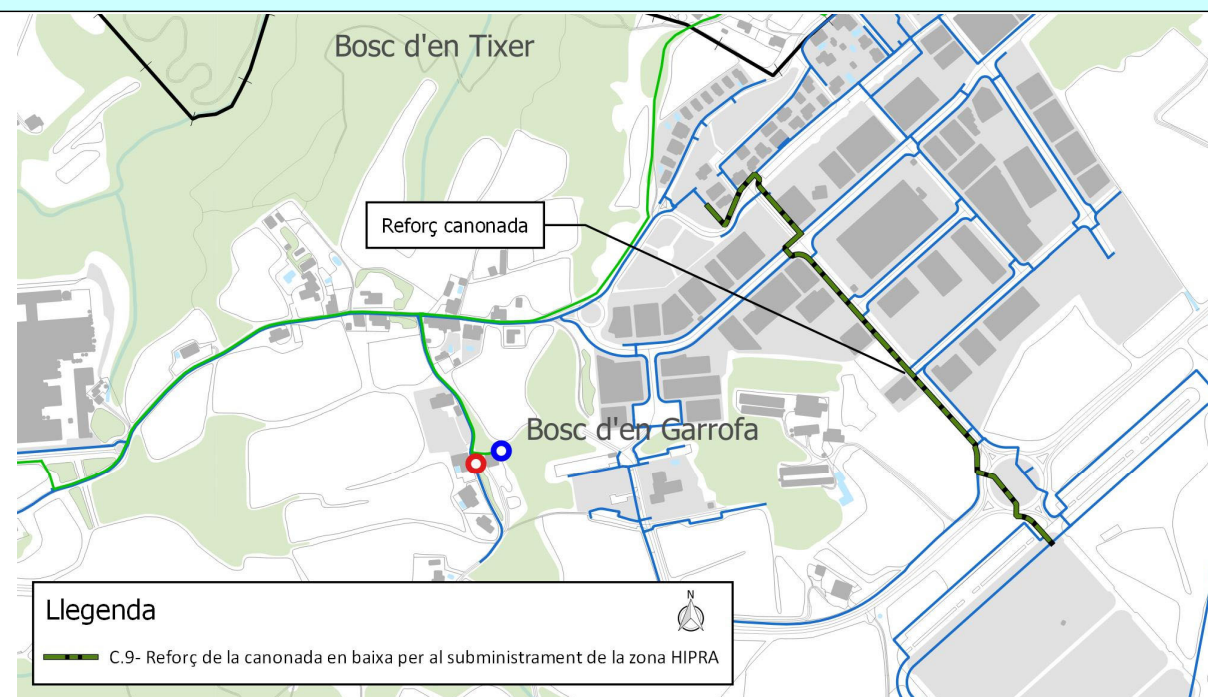 Bosc d'en Tixer
Reforç canonada
Bosc d'en Garrofa
Llegenda
N
C.9- Reforç de la canonada en baixa per al subministrament de la zona HIPRA